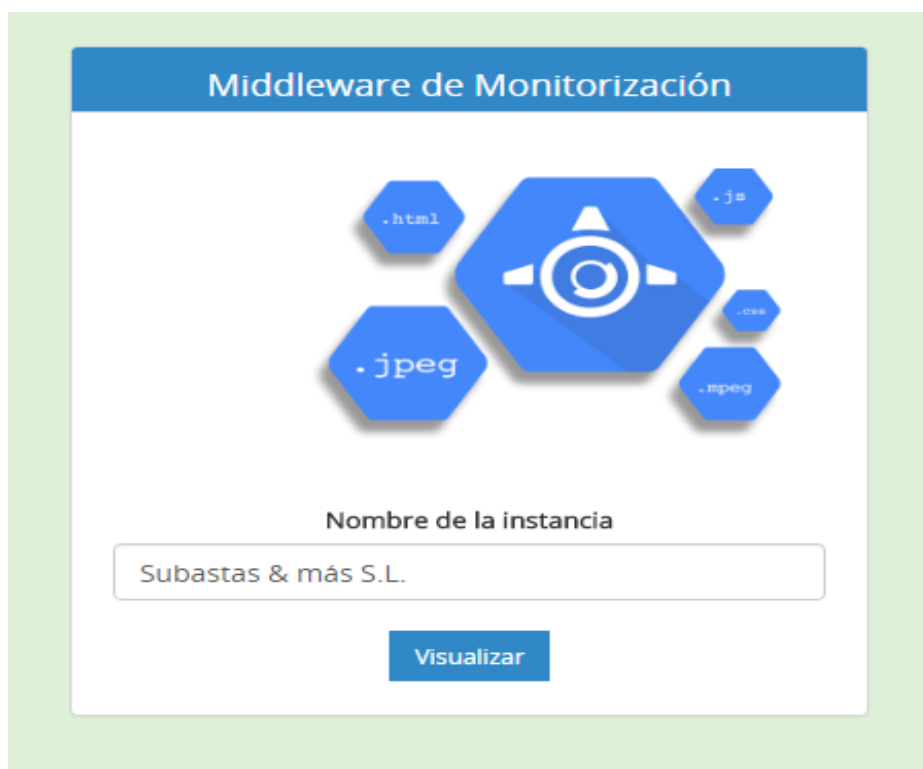 Middleware de Monitorización
.html
.js
.css
.jpeg
.mpeg
Nombre de la instancia
Subastas & más S.L.
Visualizar